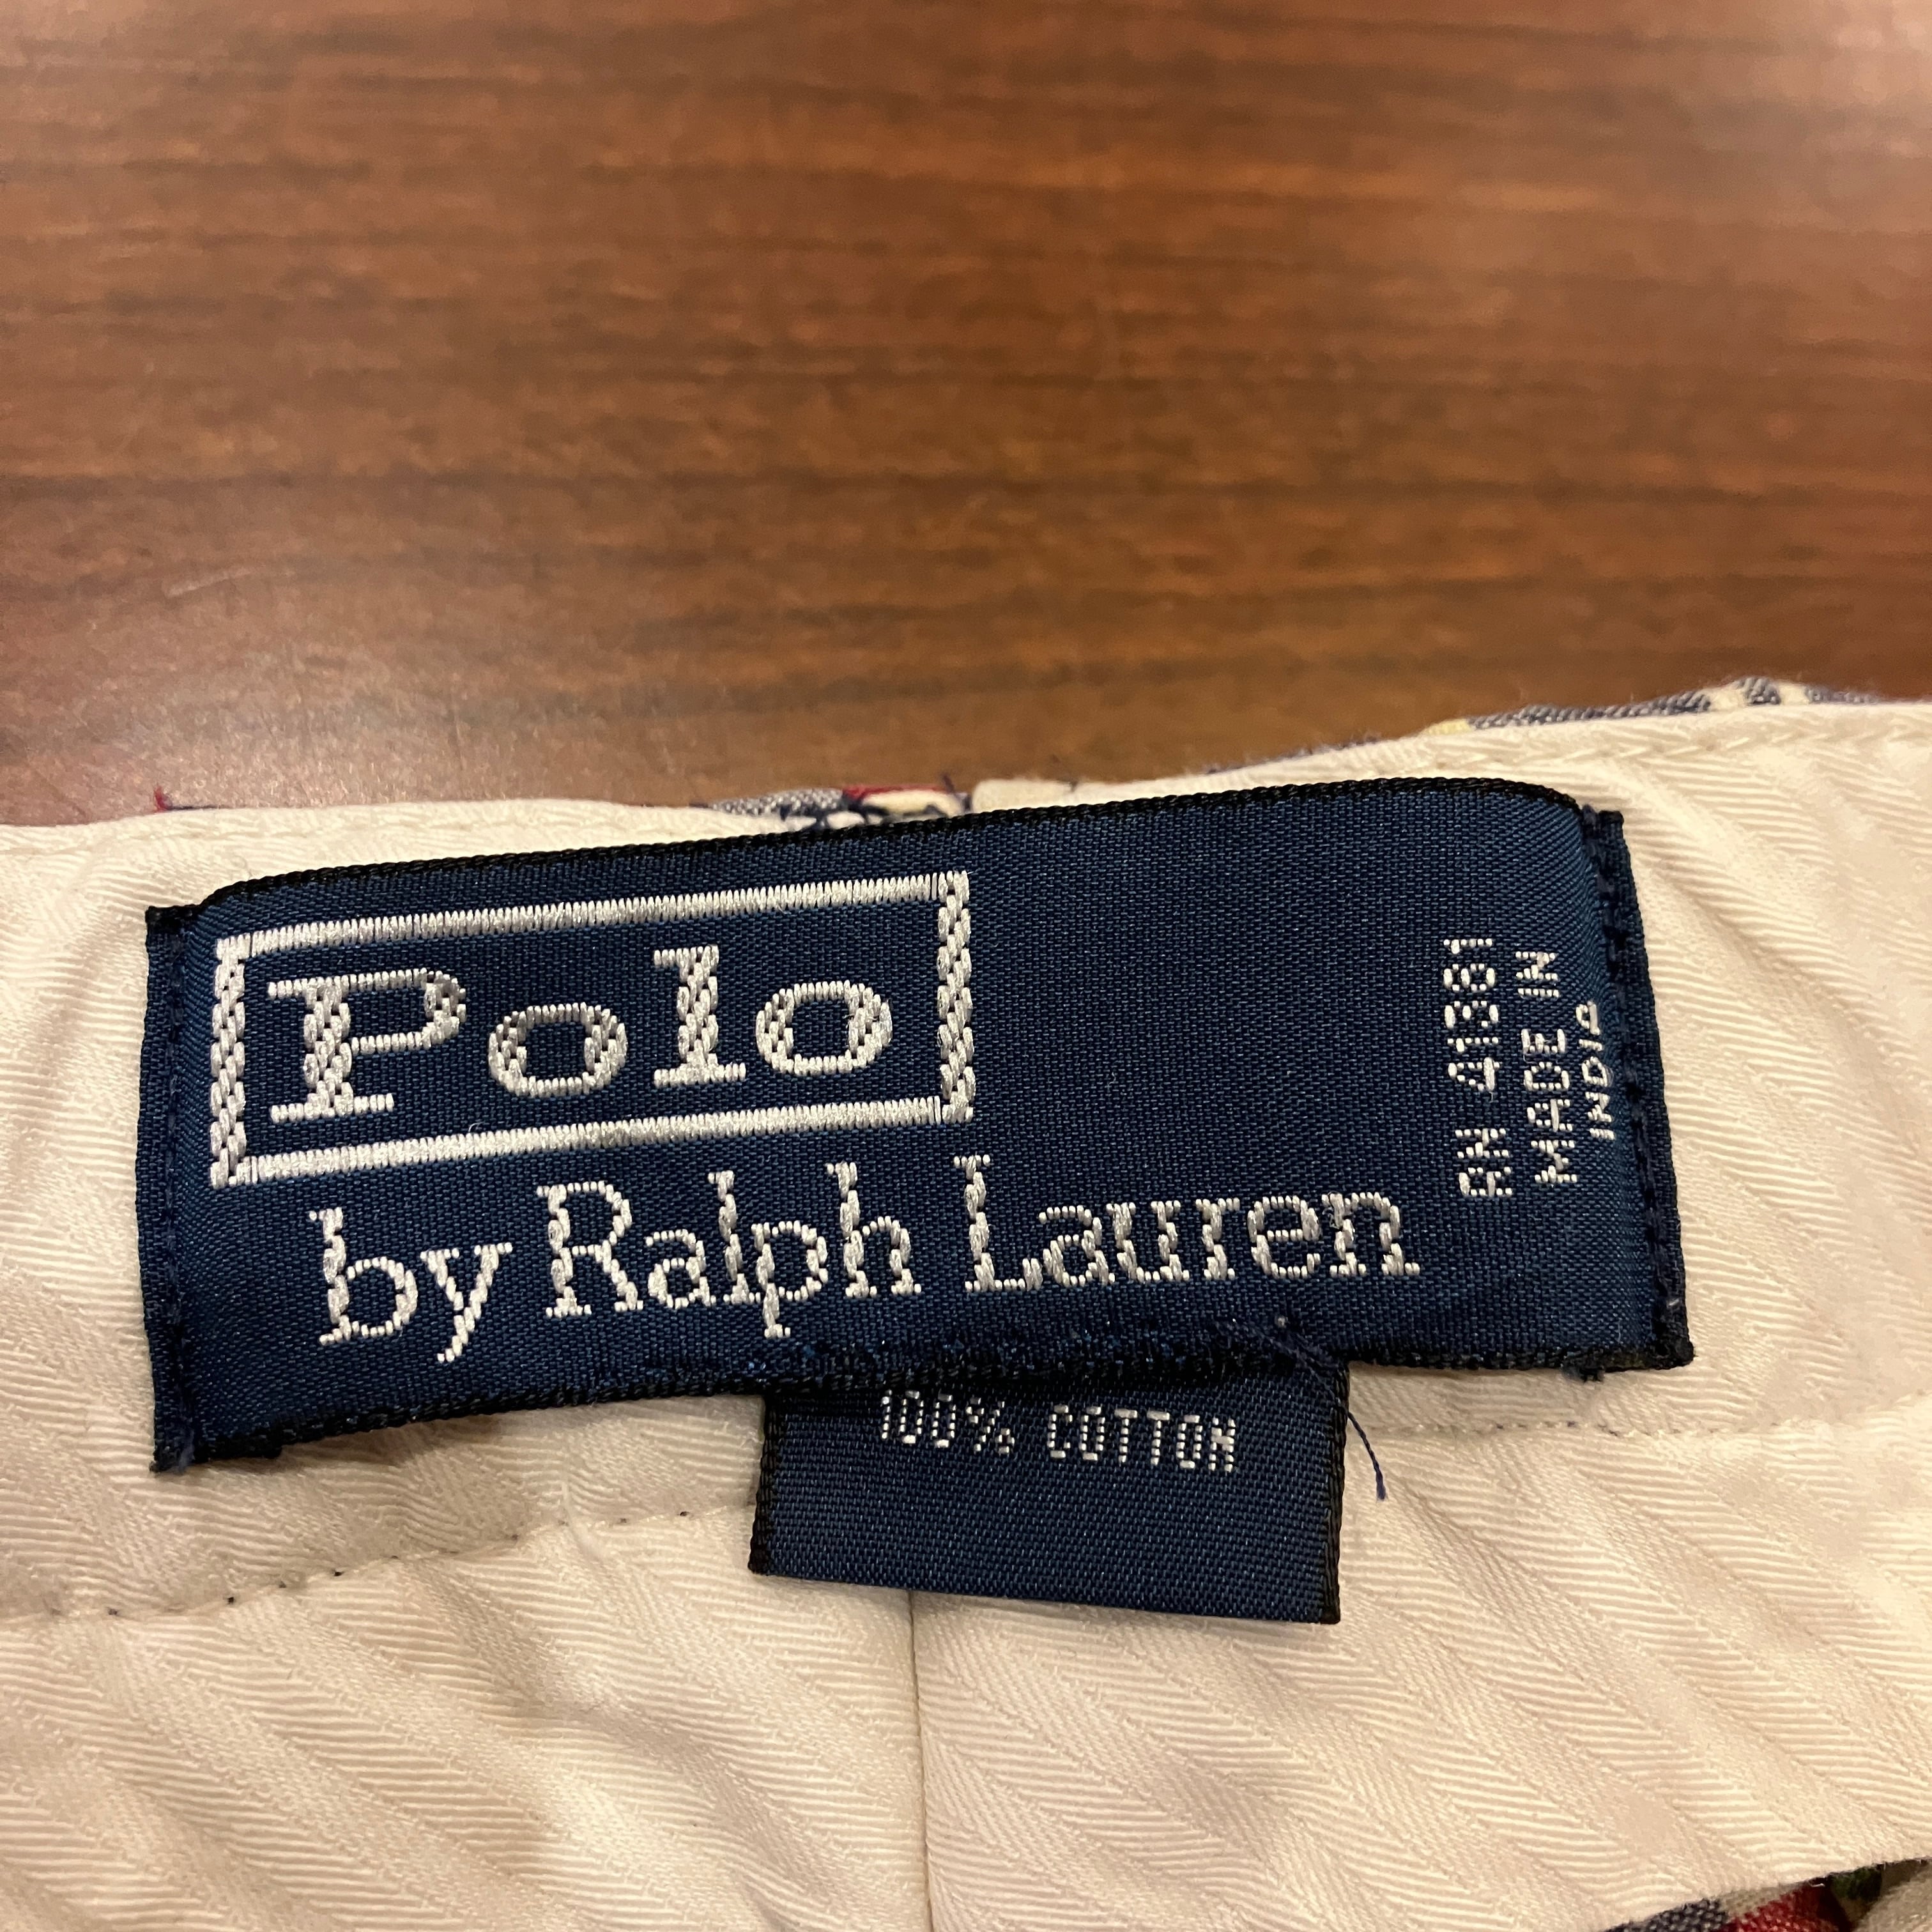 Polo
by Ralph Lauren
RN 41381
MADE IN
INDIA
100% COTTON